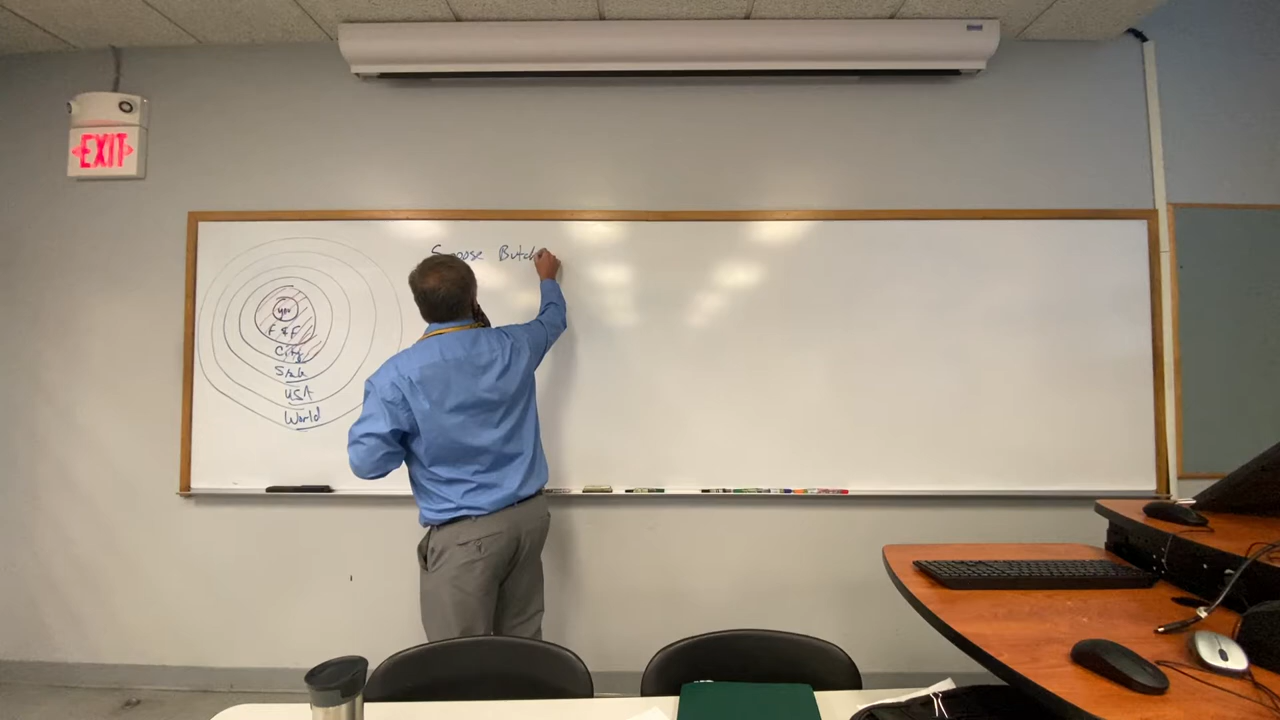 EXIT
Suppose Butch
you
F & F
City
State
USA
World